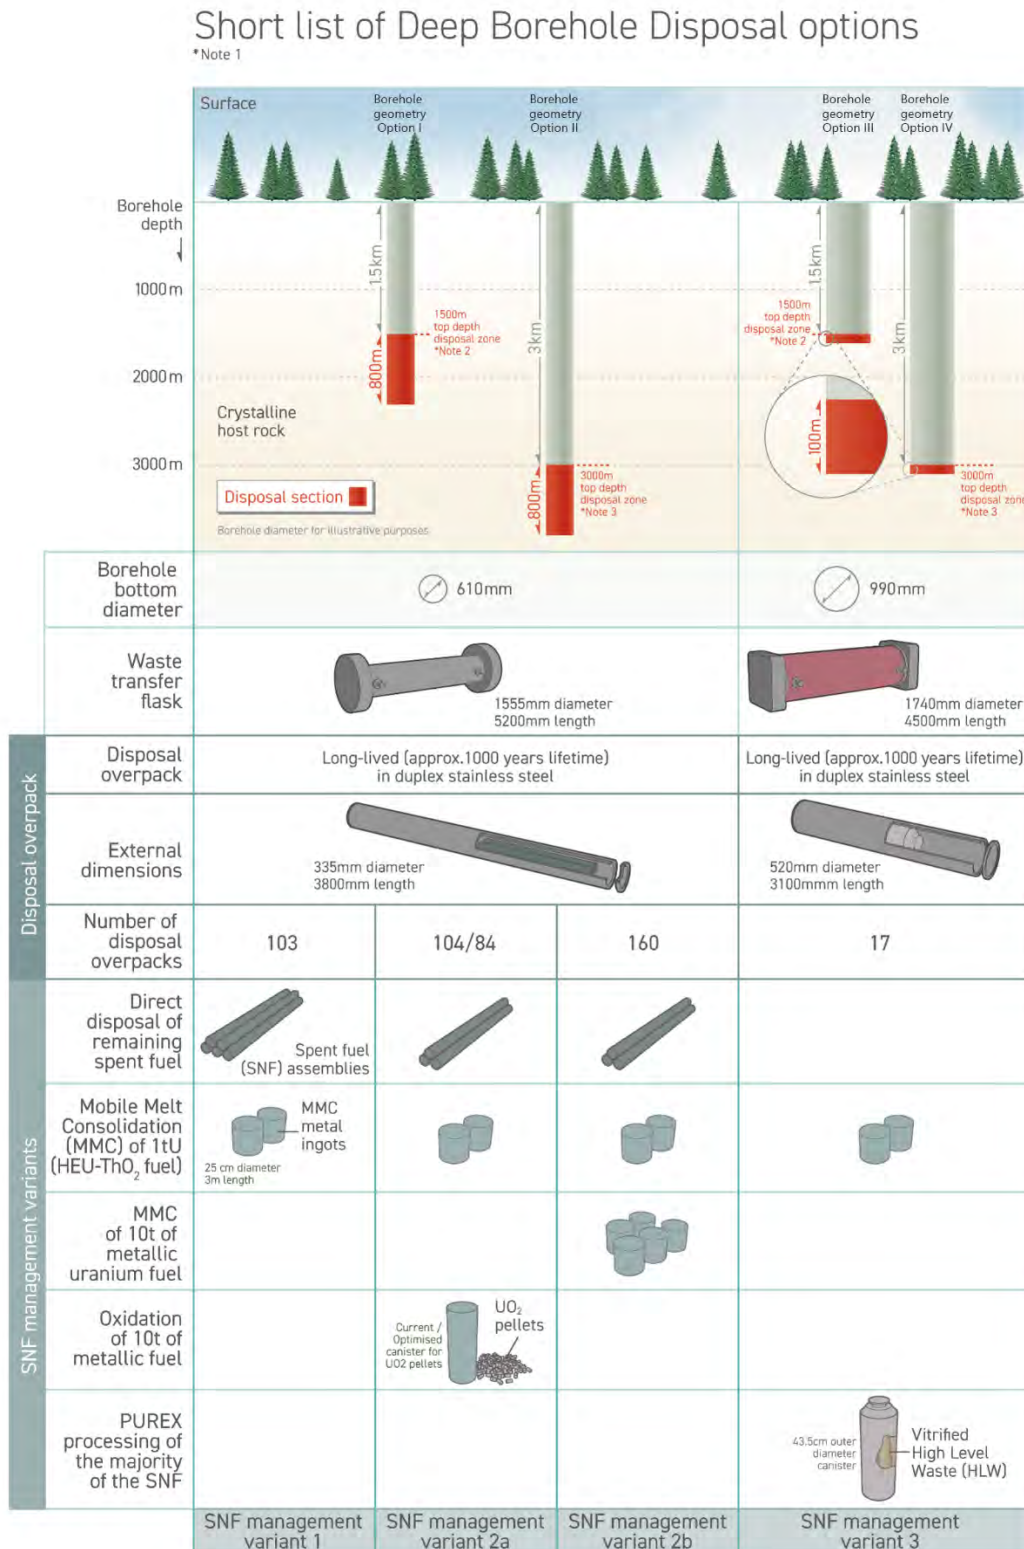 Short list of Deep Borehole Disposal options
*Note 1
Surface
Borehole
geometry
Option I
Borehole
geometry
Option II
Borehole
geometry
Option III
Borehole
geometry
Option IV
Borehole
depth
1000m
2000m
3000m
1.5km
800m
1500m
top depth
disposal zone
*Note 2
3km
800m
3000m
top depth
disposal zone
*Note 3
1.5km
1500m
top depth
disposal zone
*Note 2
100m
3km
3000m
top depth
disposal zone
*Note 3
Crystalline
host rock
Disposal section
Borehole diameter for illustrative purposes
Borehole
bottom
diameter
610mm
990mm
Waste
transfer
flask
1555mm diameter
5200mm length
1740mm diameter
4500mm length
Disposal overpack
Disposal
overpack
Long-lived (approx.1000 years lifetime)
in duplex stainless steel
Long-lived (approx.1000 years lifetime)
in duplex stainless steel
External
dimensions
335mm diameter
3800mm length
520mm diameter
3100mmm length
Number of
disposal
overpacks
103
104/84
160
17
SNF management variants
Direct
disposal of
remaining
spent fuel
Spent fuel
(SNF) assemblies
Mobile Melt
Consolidation
(MMC) of 1tU
(HEU-ThO₂ fuel)
MMC
metal
ingots
25 cm diameter
3m length
MMC
of 10t of
metallic
uranium fuel
Oxidation
of 10t of
metallic fuel
Current /
Optimised
canister for
UO2 pellets
UO₂
pellets
PUREX
processing of
the majority
of the SNF
43.5cm outer
diameter
canister
Vitrified
High Level
Waste (HLW)
SNF management
variant 1
SNF management
variant 2a
SNF management
variant 2b
SNF management
variant 3